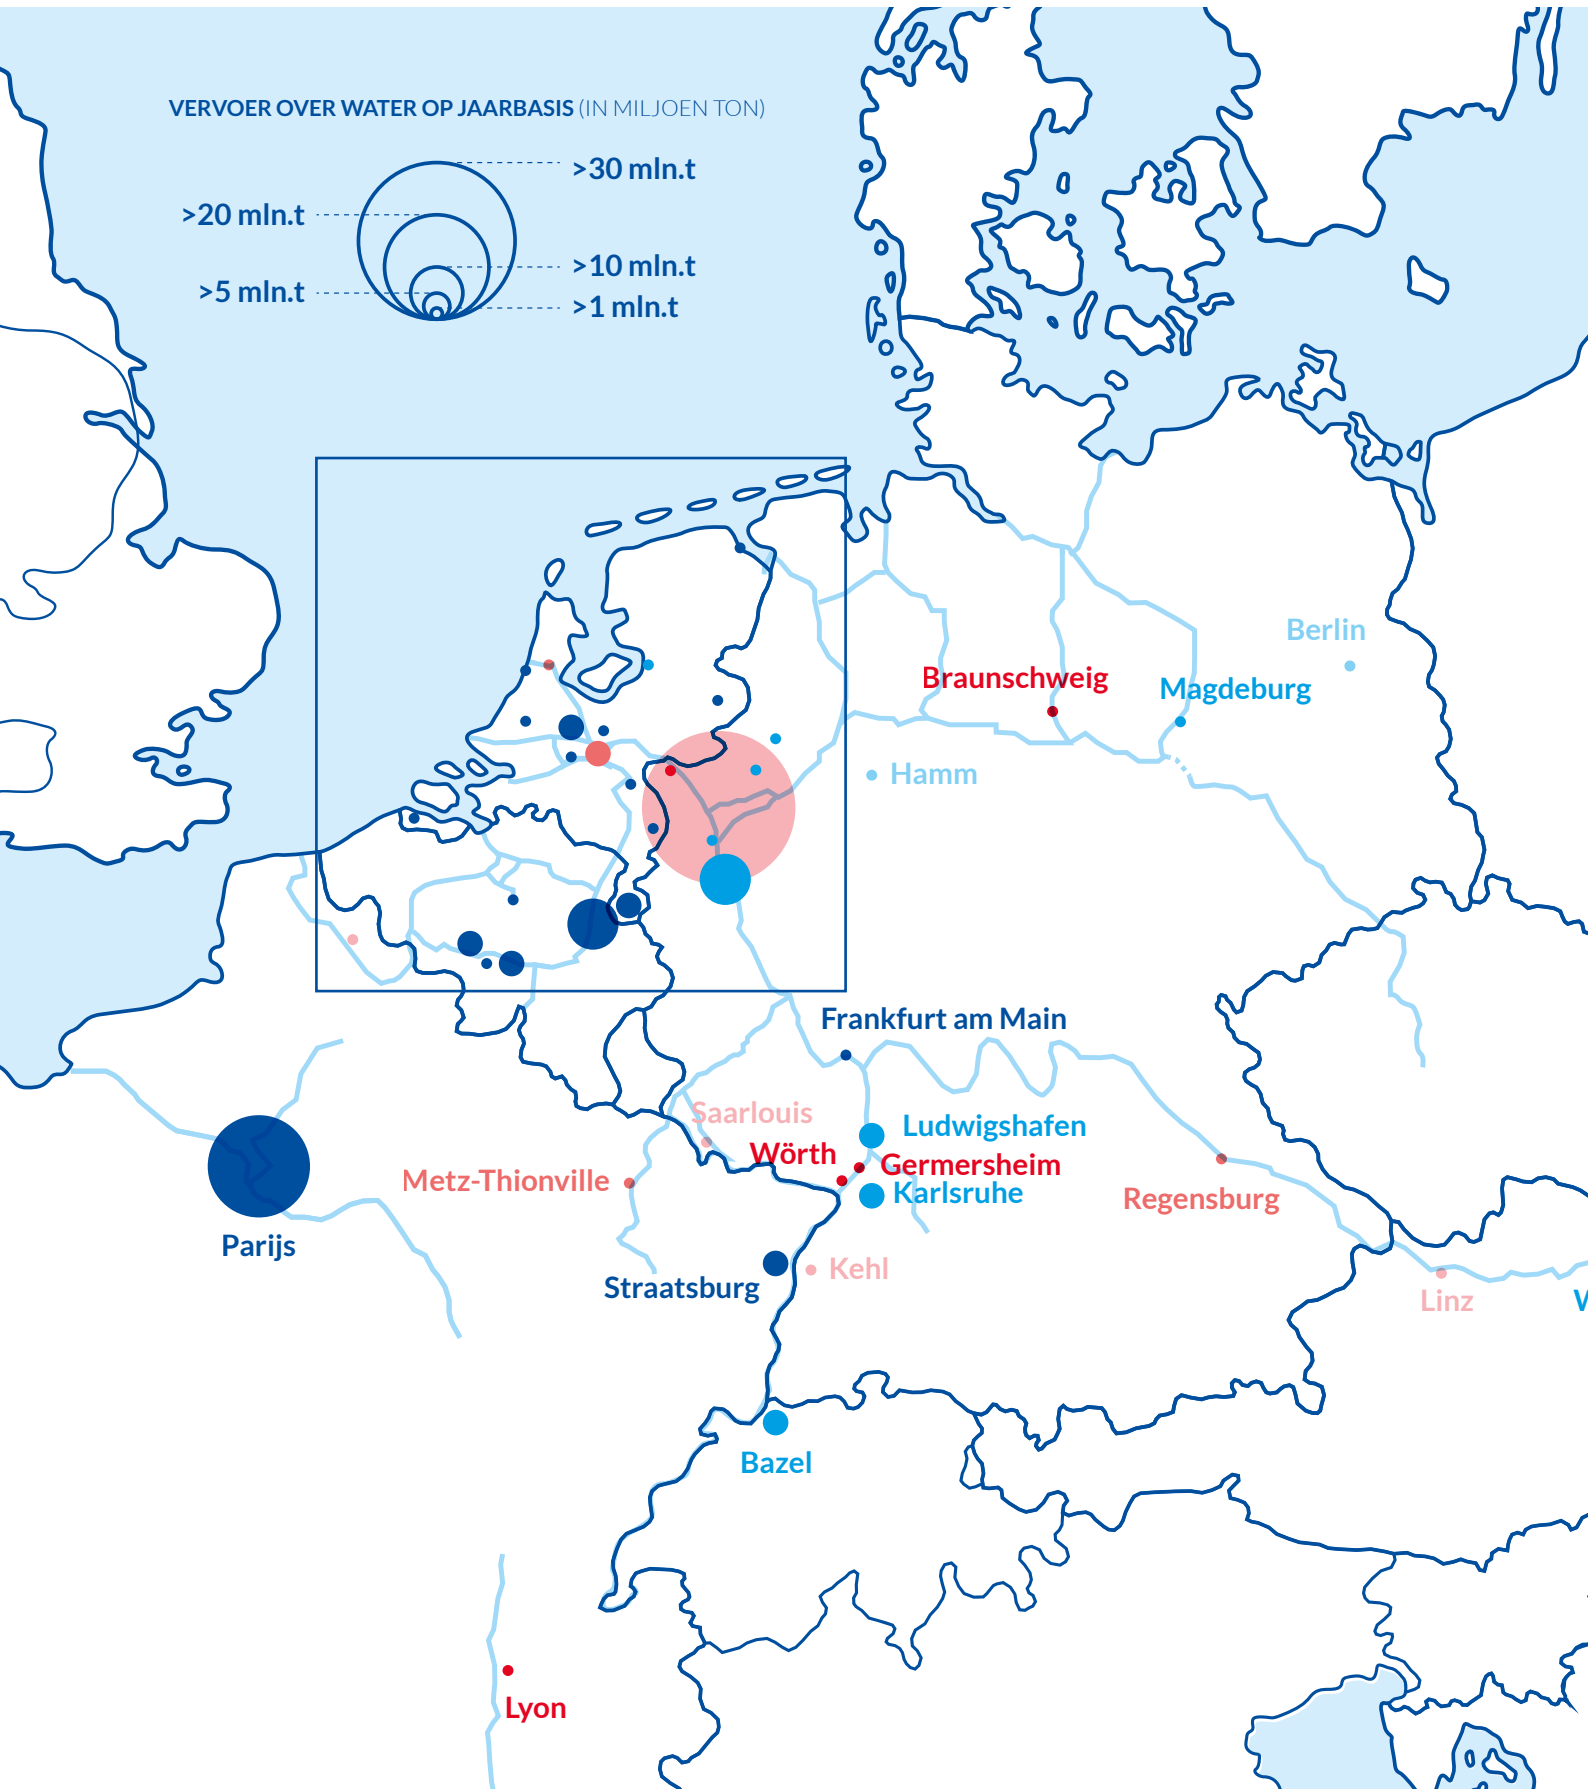 VERVOER OVER WATER OP JAARBASIS (IN MILJOEN TON)
>30 mln.t
>20 mln.t
>10 mln.t
>5 mln.t
>1 mln.t
Berlin
Braunschweig
Magdeburg
Hamm
Frankfurt am Main
Saarlouis
Ludwigshafen
Wörth
Germersheim
Metz-Thionville
Karlsruhe
Regensburg
Parijs
Kehl
Straatsburg
Linz
Bazel
Lyon